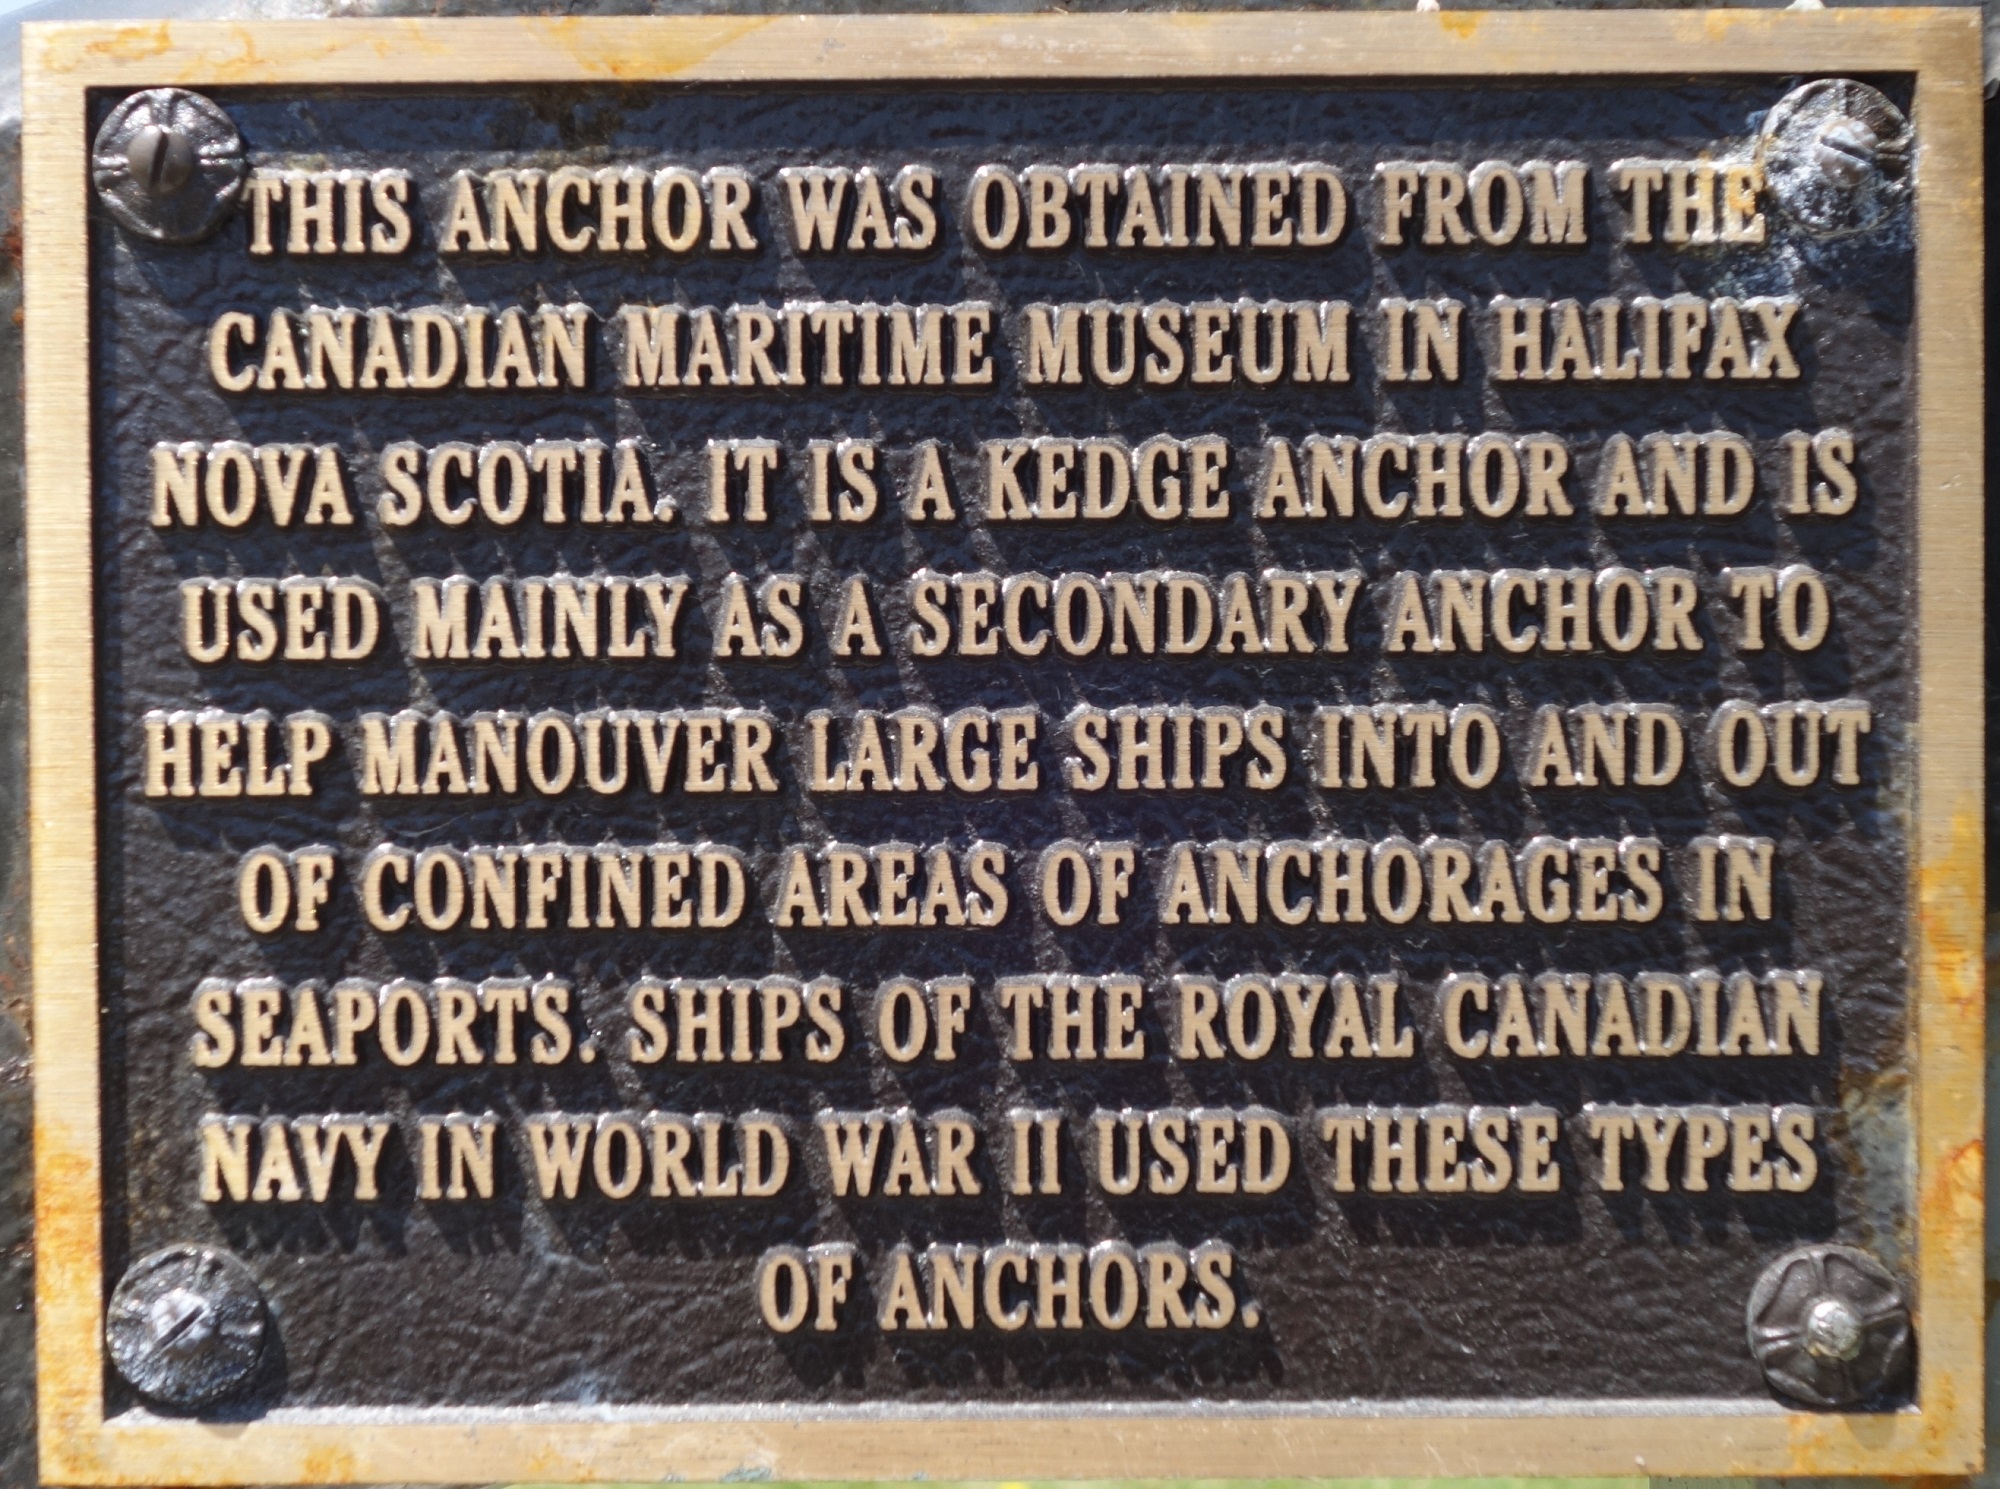 THIS ANCHOR WAS OBTAINED FROM THE
CANADIAN MARITIME MUSEUM IN HALIFAX
NOVA SCOTIA. IT IS A KEDGE ANCHOR AND IS
USED MAINLY AS A SECONDARY ANCHOR TO
HELP MANOUVER LARGE SHIPS INTO AND OUT
OF CONFINED AREAS OF ANCHORAGES IN
SEAPORTS. SHIPS OF THE ROYAL CANADIAN
NAVY IN WORLD WAR II USED THESE TYPES
OF ANCHORS.